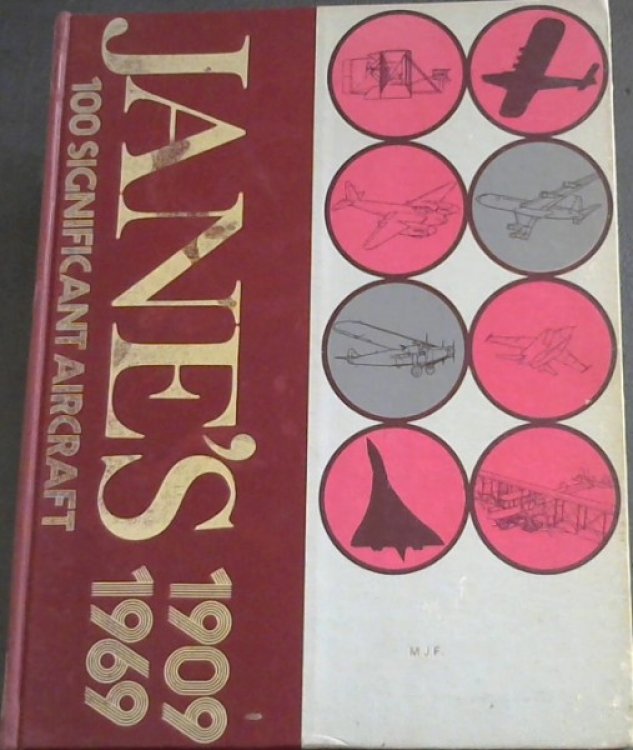 JANE'S
1909
1969
100 SIGNIFICANT AIRCRAFT
MJF.